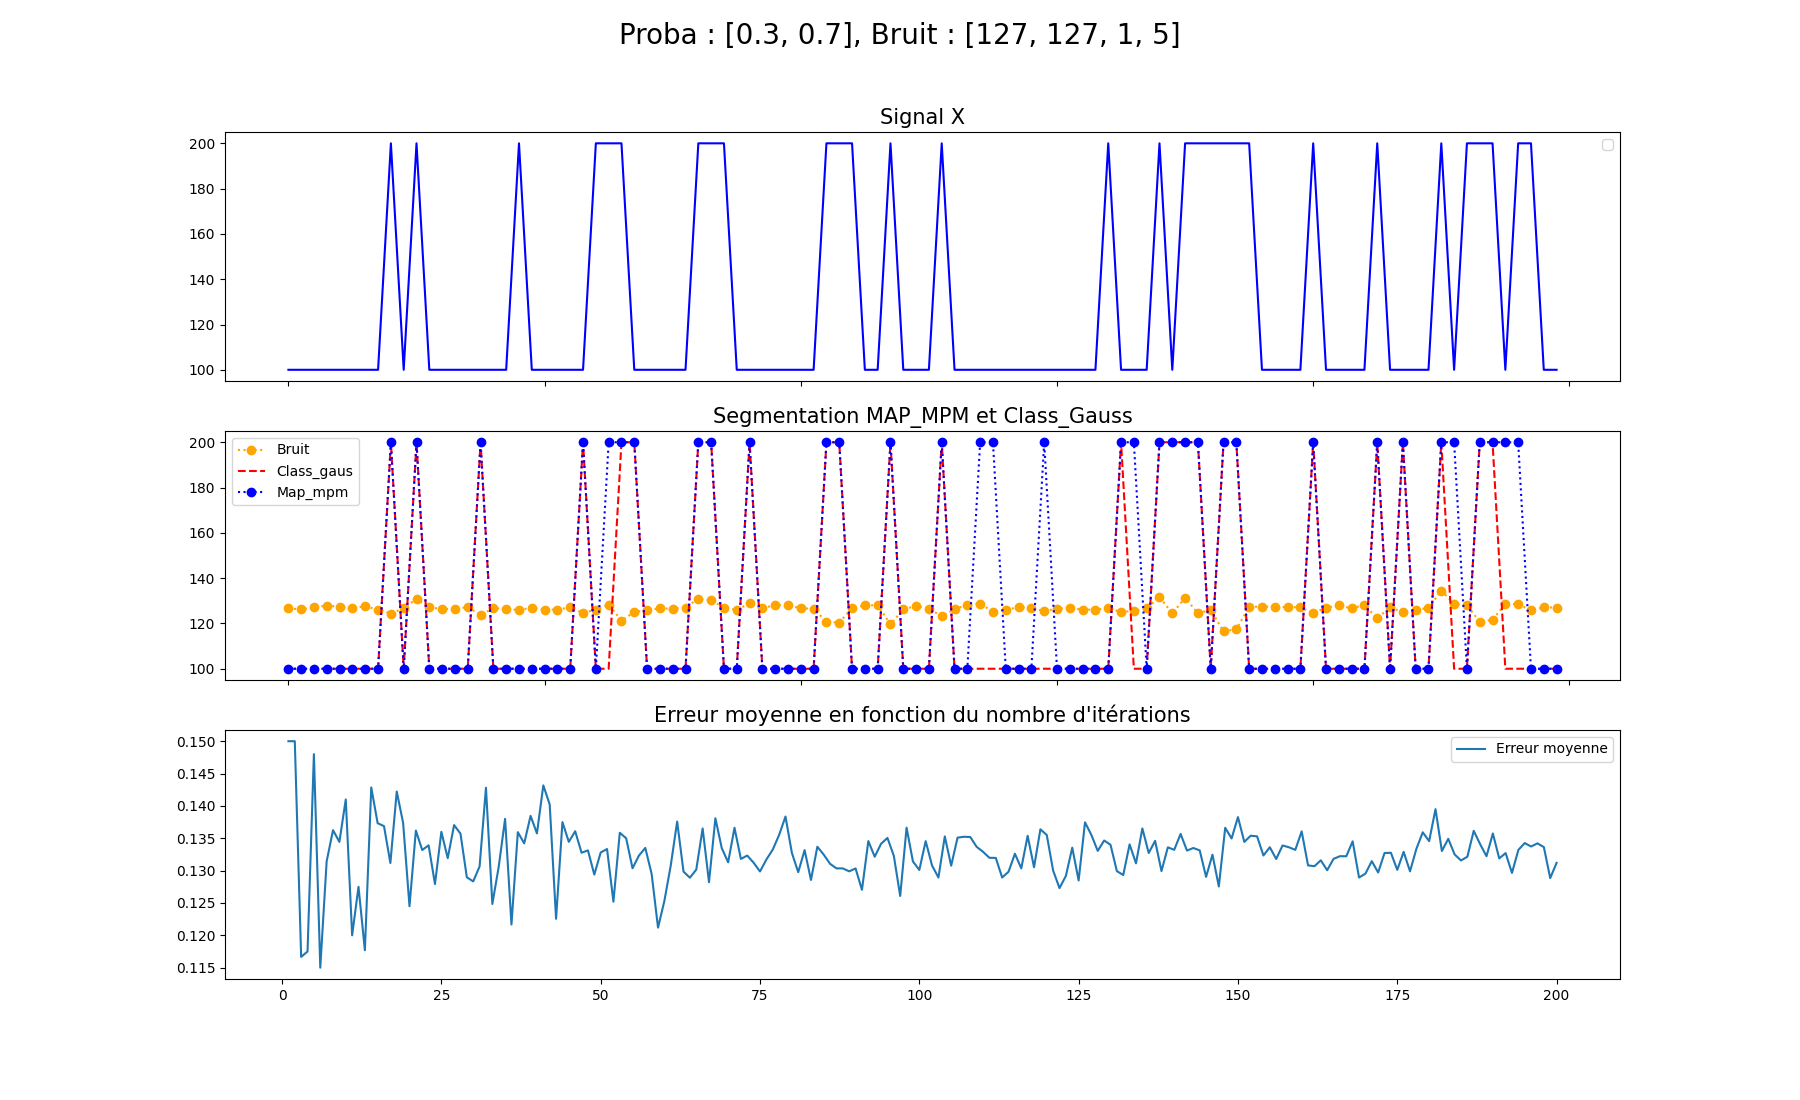 Proba : [0.3, 0.7], Bruit : [127, 127, 1, 5]
Signal X
200
180
160
140
120
100
Segmentation MAP_MPM et Class_Gauss
200
180
160
140
120
100
Bruit
Class_gaus
Map_mpm
Erreur moyenne en fonction du nombre d'itérations
0.150
0.145
0.140
0.135
0.130
0.125
0.120
0.115
Erreur moyenne
0 25 50 75 100 125 150 175 200